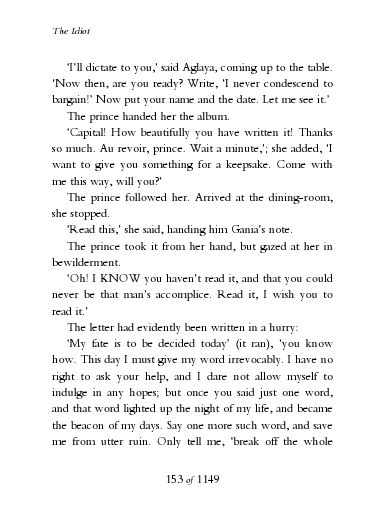 The Idiot
‘I’ll dictate to you,’ said Aglaya, coming up to the table.
‘Now then, are you ready? Write, ‘I never condescend to
bargain!’ Now put your name and the date. Let me see it.’
The prince handed her the album.
‘Capital! How beautifully you have written it! Thanks
so much. Au revoir, prince. Wait a minute,’; she added, ‘I
want to give you something for a keepsake. Come with
me this way, will you?’
The prince followed her. Arrived at the dining-room,
she stopped.
‘Read this,’ she said, handing him Gania’s note.
The prince took it from her hand, but gazed at her in
bewilderment.
‘Oh! I KNOW you haven’t read it, and that you could
never be that man’s accomplice. Read it, I wish you to
read it.’
The letter had evidently been written in a hurry:
‘My fate is to be decided today’ (it ran), ‘you know
how. This day I must give my word irrevocably. I have no
right to ask your help, and I dare not allow myself to
indulge in any hopes; but once you said just one word,
and that word lighted up the night of my life, and became
the beacon of my days. Say one more such word, and save
me from utter ruin. Only tell me, ‘break off the whole
153 of 1149